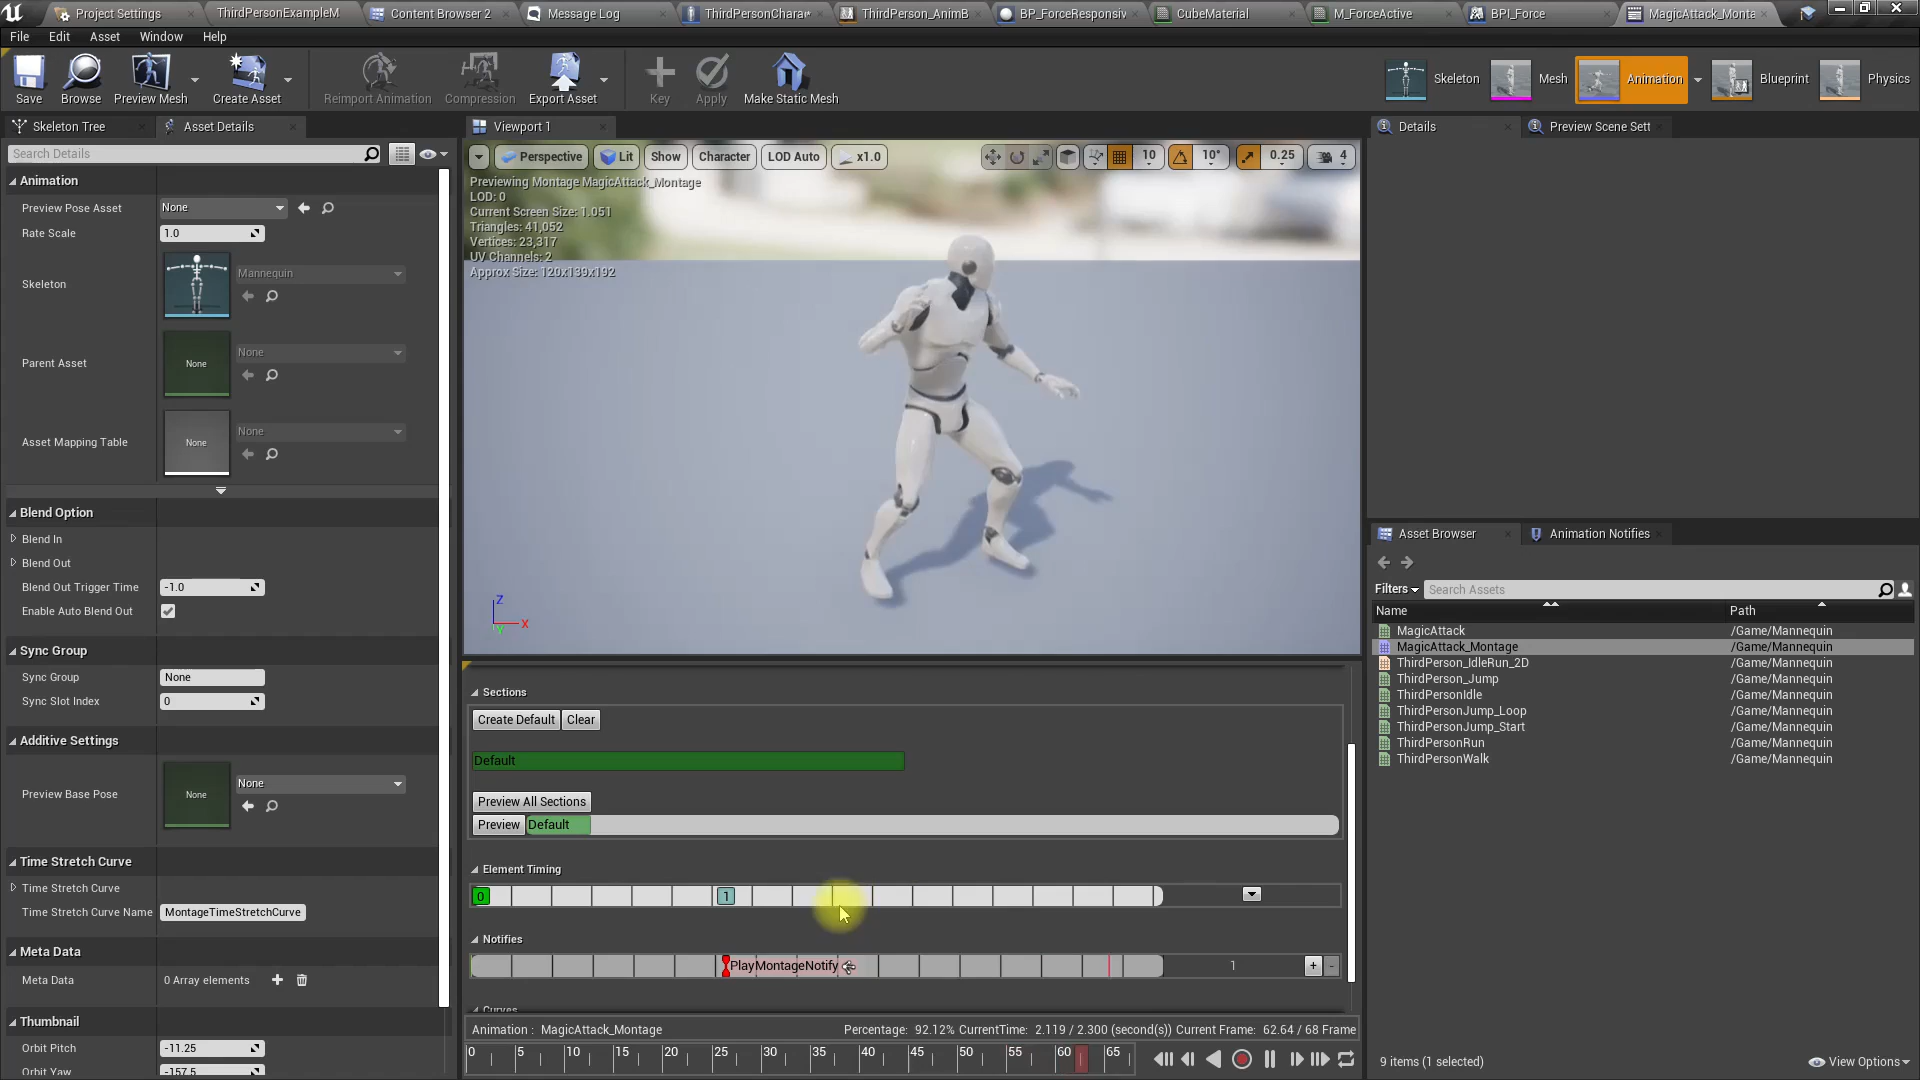 Project Settings
ThirdPersonExampleM
Content Browser 2
Message Log
ThirdPersonChara*
ThirdPerson_AnimB
BP_ForceResponsiv
CubeMaterial
M_ForceActive
BPI_Force
MagicAttack_Monta
File Edit Asset Window Help
Save
Browse
Preview Mesh
Create Asset
Reimport Animation
Compression
Export Asset
Key
Apply
Make Static Mesh
Skeleton
Mesh
Animation
Blueprint
Physics
Skeleton Tree
Asset Details
Search Details
Animation
Preview Pose Asset None
Rate Scale 1.0
Skeleton Mannequin
Parent Asset None None
Asset Mapping Table None None
Blend Option
Blend In
Blend Out
Blend Out Trigger Time -1.0
Enable Auto Blend Out
Sync Group
Sync Group None
Sync Slot Index 0
Additive Settings
Preview Base Pose None None
Time Stretch Curve
Time Stretch Curve
Time Stretch Curve Name MontageTimeStretchCurve
Meta Data
Meta Data 0 Array elements
Thumbnail
Orbit Pitch -11.25
Orbit Yaw -157.5
Viewport 1
Perspective Lit Show Character LOD Auto x1.0 10 10° 0.25 4
Previewing Montage MagicAttack_Montage
LOD: 0
Current Screen Size: 1.051
Triangles: 41,052
Vertices: 23,317
UV Channels: 2
Approx Size: 120x139x192
Z
X
Y
Sections
Create Default Clear
Default
Preview All Sections
Preview Default
Element Timing
0 1
Notifies
PlayMontageNotify 1 + -
Curves
Animation : MagicAttack_Montage Percentage: 92.12% CurrentTime: 2.119 / 2.300 (second(s)) Current Frame: 62.64 / 68 Frame
0 5 10 15 20 25 30 35 40 45 50 55 60 65
Details
Preview Scene Sett
Asset Browser
Animation Notifies
Filters Search Assets
Name Path
MagicAttack /Game/Mannequin
MagicAttack_Montage /Game/Mannequin
ThirdPerson_IdleRun_2D /Game/Mannequin
ThirdPerson_Jump /Game/Mannequin
ThirdPersonIdle /Game/Mannequin
ThirdPersonJump_Loop /Game/Mannequin
ThirdPersonJump_Start /Game/Mannequin
ThirdPersonRun /Game/Mannequin
ThirdPersonWalk /Game/Mannequin
9 items (1 selected) View Options